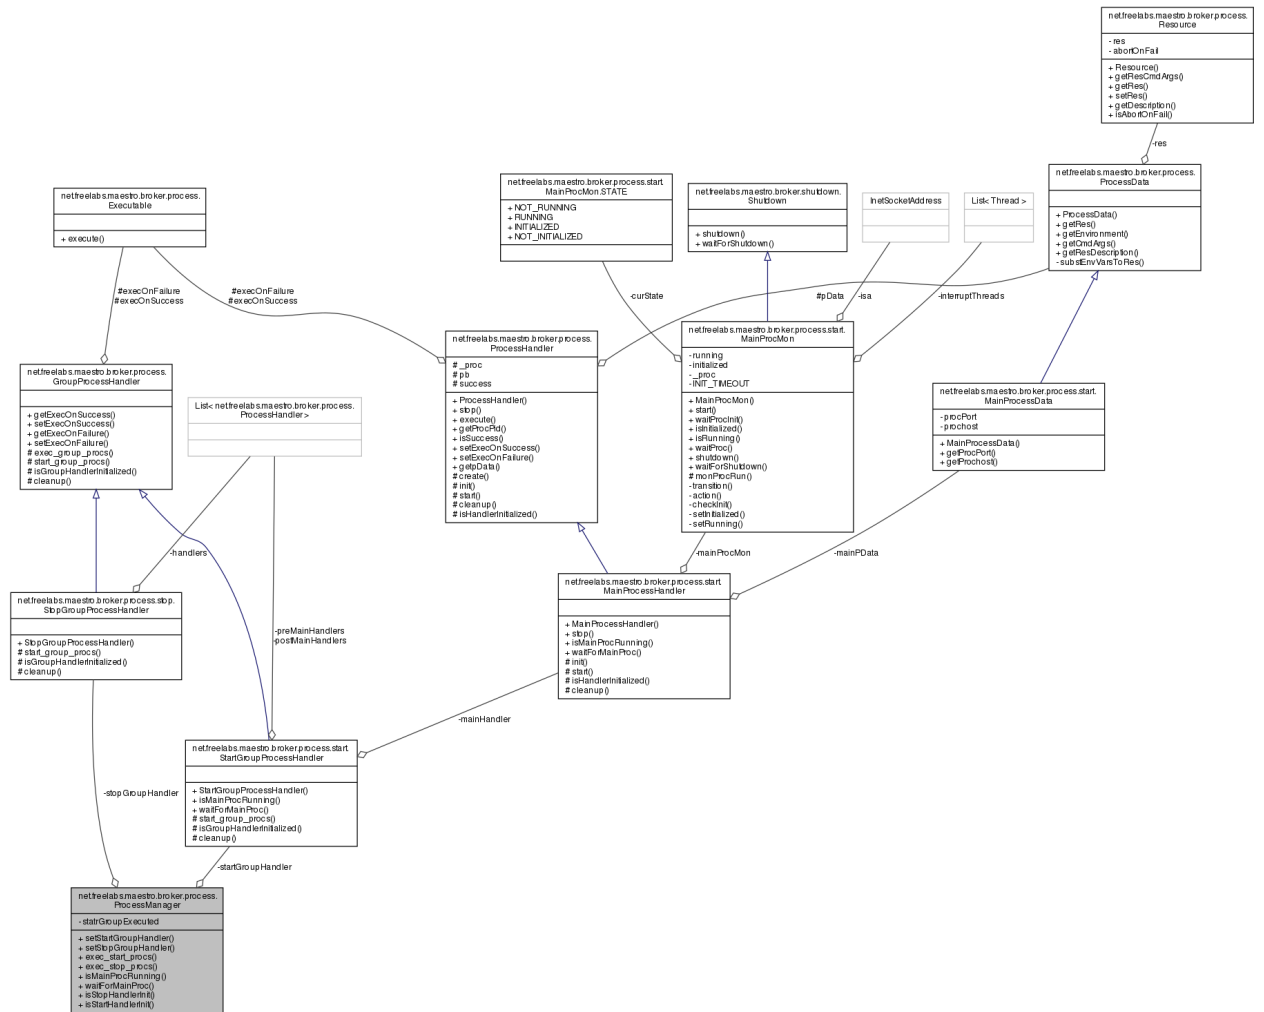 net.freelabs.maestro.broker.process.
Resource
- res
- abortOnFail
+ Resource()
+ getResCmdArgs()
+ getRes()
+ setRes()
+ getDescription()
+ isAbortOnFail()
-res
net.freelabs.maestro.broker.process.
ProcessData
+ ProcessData()
+ getRes()
+ getEnvironment()
+ getCmdArgs()
+ getResDescription()
- substEnvVarsToRes()
net.freelabs.maestro.broker.process.
Executable
+ execute()
net.freelabs.maestro.broker.process.start.
MainProcMon.STATE
+ NOT_RUNNING
+ RUNNING
+ INITIALIZED
+ NOT_INITIALIZED
net.freelabs.maestro.broker.shutdown.
Shutdown
+ shutdown()
+ waitForShutdown()
InetSocketAddress
List< Thread >
#execOnFailure
#execOnSuccess
#execOnFailure
#execOnSuccess
-curState
#pData
-isa
-interruptThreads
net.freelabs.maestro.broker.process.
GroupProcessHandler
+ getExecOnSuccess()
+ setExecOnSuccess()
+ getExecOnFailure()
+ setExecOnFailure()
# exec_group_procs()
# start_group_procs()
# isGroupHandlerInitialized()
# cleanup()
List< net.freelabs.maestro.broker.process.
ProcessHandler >
net.freelabs.maestro.broker.process.
ProcessHandler
# _proc
# pb
# success
+ ProcessHandler()
+ stop()
+ execute()
+ getProcPid()
+ isSuccess()
+ setExecOnSuccess()
+ setExecOnFailure()
+ getpData()
# create()
# init()
# start()
# cleanup()
# isHandlerInitialized()
net.freelabs.maestro.broker.process.start.
MainProcMon
- running
- initialized
- _proc
- INIT_TIMEOUT
+ MainProcMon()
+ start()
+ waitProcInit()
+ isInitialized()
+ isRunning()
+ waitProc()
+ shutdown()
+ waitForShutdown()
# monProcRun()
- transition()
- action()
- checkInit()
- setInitialized()
- setRunning()
net.freelabs.maestro.broker.process.start.
MainProcessData
- procPort
- prochost
+ MainProcessData()
+ getProcPort()
+ getProchost()
-handlers
-mainProcMon
-mainPData
net.freelabs.maestro.broker.process.stop.
StopGroupProcessHandler
+ StopGroupProcessHandler()
# start_group_procs()
# isGroupHandlerInitialized()
# cleanup()
-preMainHandlers
-postMainHandlers
net.freelabs.maestro.broker.process.start.
MainProcessHandler
+ MainProcessHandler()
+ stop()
+ isMainProcRunning()
+ waitForMainProc()
# init()
# start()
# isHandlerInitialized()
# cleanup()
-mainHandler
net.freelabs.maestro.broker.process.start.
StartGroupProcessHandler
+ StartGroupProcessHandler()
+ isMainProcRunning()
+ waitForMainProc()
# start_group_procs()
# isGroupHandlerInitialized()
# cleanup()
-stopGroupHandler
-startGroupHandler
net.freelabs.maestro.broker.process.
ProcessManager
- statrGroupExecuted
+ setStartGroupHandler()
+ setStopGroupHandler()
+ exec_start_procs()
+ exec_stop_procs()
+ isMainProcRunning()
+ waitForMainProc()
+ isStopHandlerInit()
+ isStartHandlerInit()